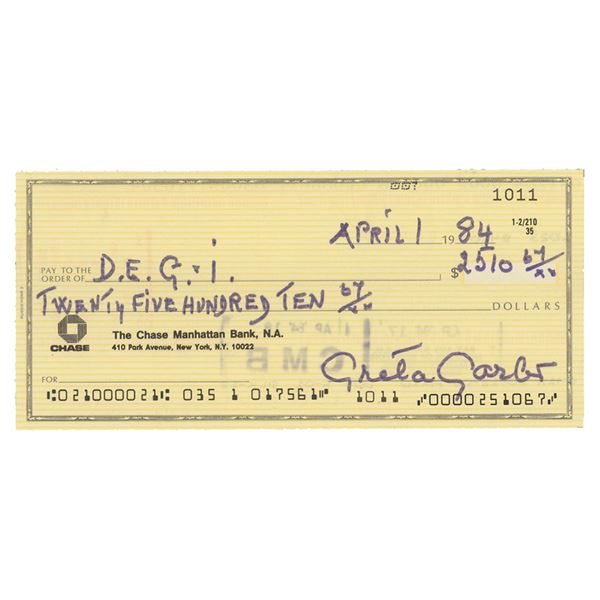 1011
1-2/210
35
APRIL 1 19 84
PAY TO THE
ORDER OF D.E.G. & i. $ 2510 67/xx
TWENTY FIVE HUNDRED TEN 67/xx DOLLARS
CHASE
The Chase Manhattan Bank, N.A.
410 Park Avenue, New York, N.Y. 10022
FOR Greta Garbo
⑆021000021⑆ 035 1 017561⑈ 1011 ⑈0000251067⑈